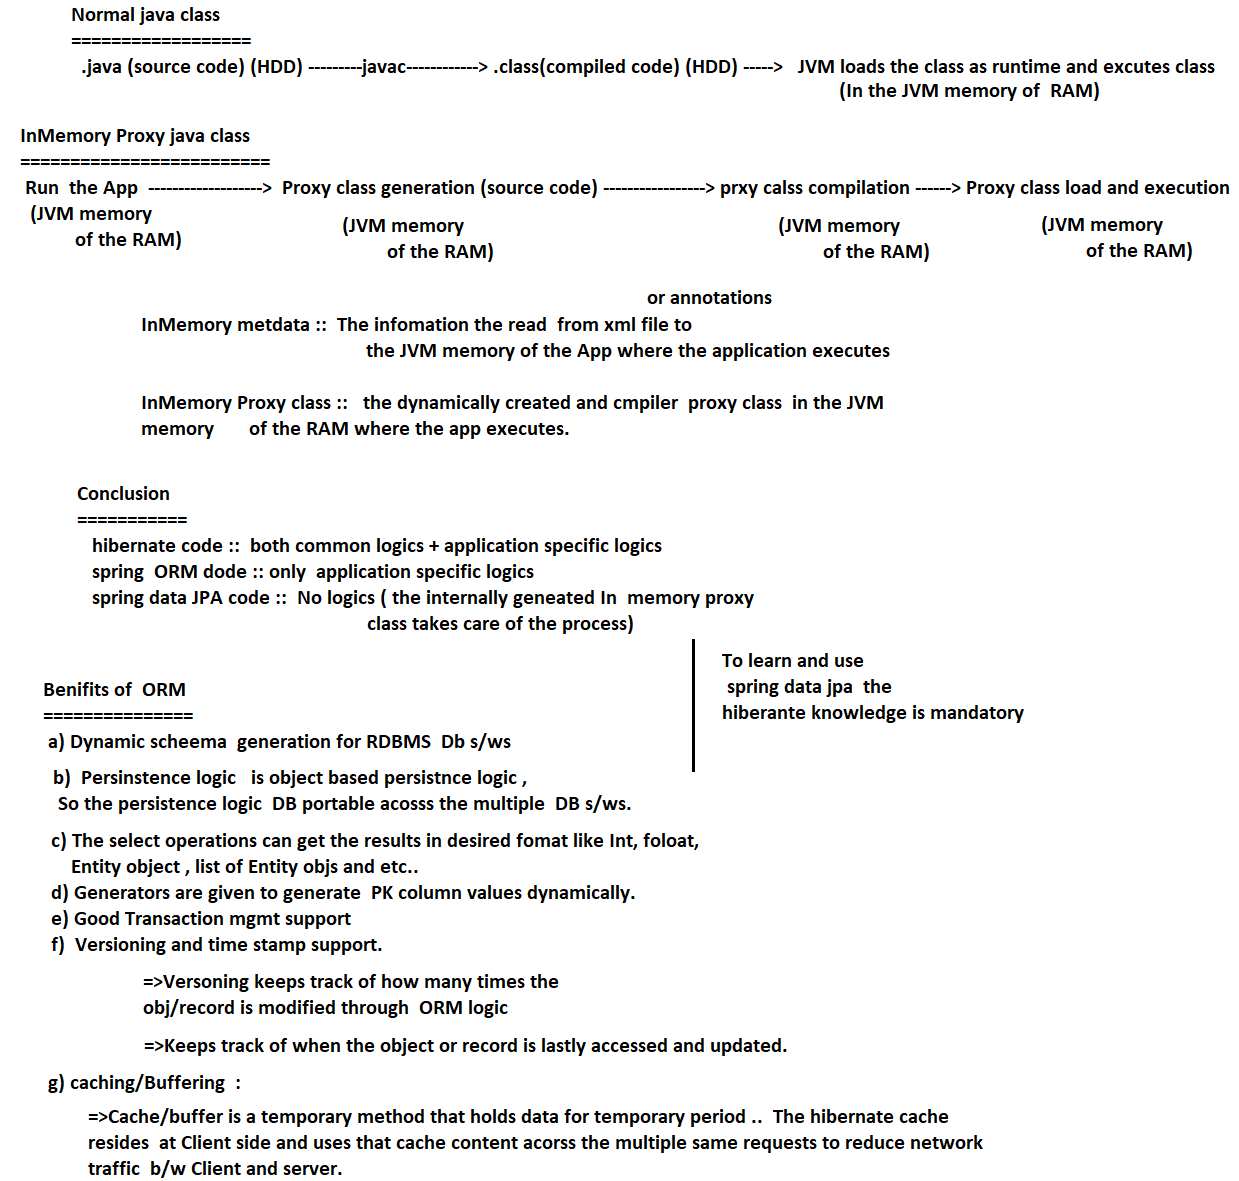 Normal java class
==================
.java (source code) (HDD) ---------javac------------> .class(compiled code) (HDD) -----> JVM loads the class as runtime and excutes class
(In the JVM memory of RAM)
InMemory Proxy java class
=========================
Run the App -------------------> Proxy class generation (source code) -----------------> prxy calss compilation ------> Proxy class load and execution
(JVM memory of the RAM) (JVM memory of the RAM) (JVM memory of the RAM) (JVM memory of the RAM)
or annotations
InMemory metdata :: The infomation the read from xml file to
the JVM memory of the App where the application executes
InMemory Proxy class :: the dynamically created and cmpiler proxy class in the JVM
memory of the RAM where the app executes.
Conclusion
===========
hibernate code :: both common logics + application specific logics
spring ORM dode :: only application specific logics
spring data JPA code :: No logics ( the internally geneated In memory proxy
class takes care of the process)
To learn and use
spring data jpa the
hiberante knowledge is mandatory
Benifits of ORM
===============
a) Dynamic scheema generation for RDBMS Db s/ws
b) Persinstence logic is object based persistnce logic ,
So the persistence logic DB portable acosss the multiple DB s/ws.
c) The select operations can get the results in desired fomat like Int, foloat,
Entity object , list of Entity objs and etc..
d) Generators are given to generate PK column values dynamically.
e) Good Transaction mgmt support
f) Versioning and time stamp support.
=>Versoning keeps track of how many times the
obj/record is modified through ORM logic
=>Keeps track of when the object or record is lastly accessed and updated.
g) caching/Buffering :
=>Cache/buffer is a temporary method that holds data for temporary period .. The hibernate cache
resides at Client side and uses that cache content acorss the multiple same requests to reduce network
traffic b/w Client and server.